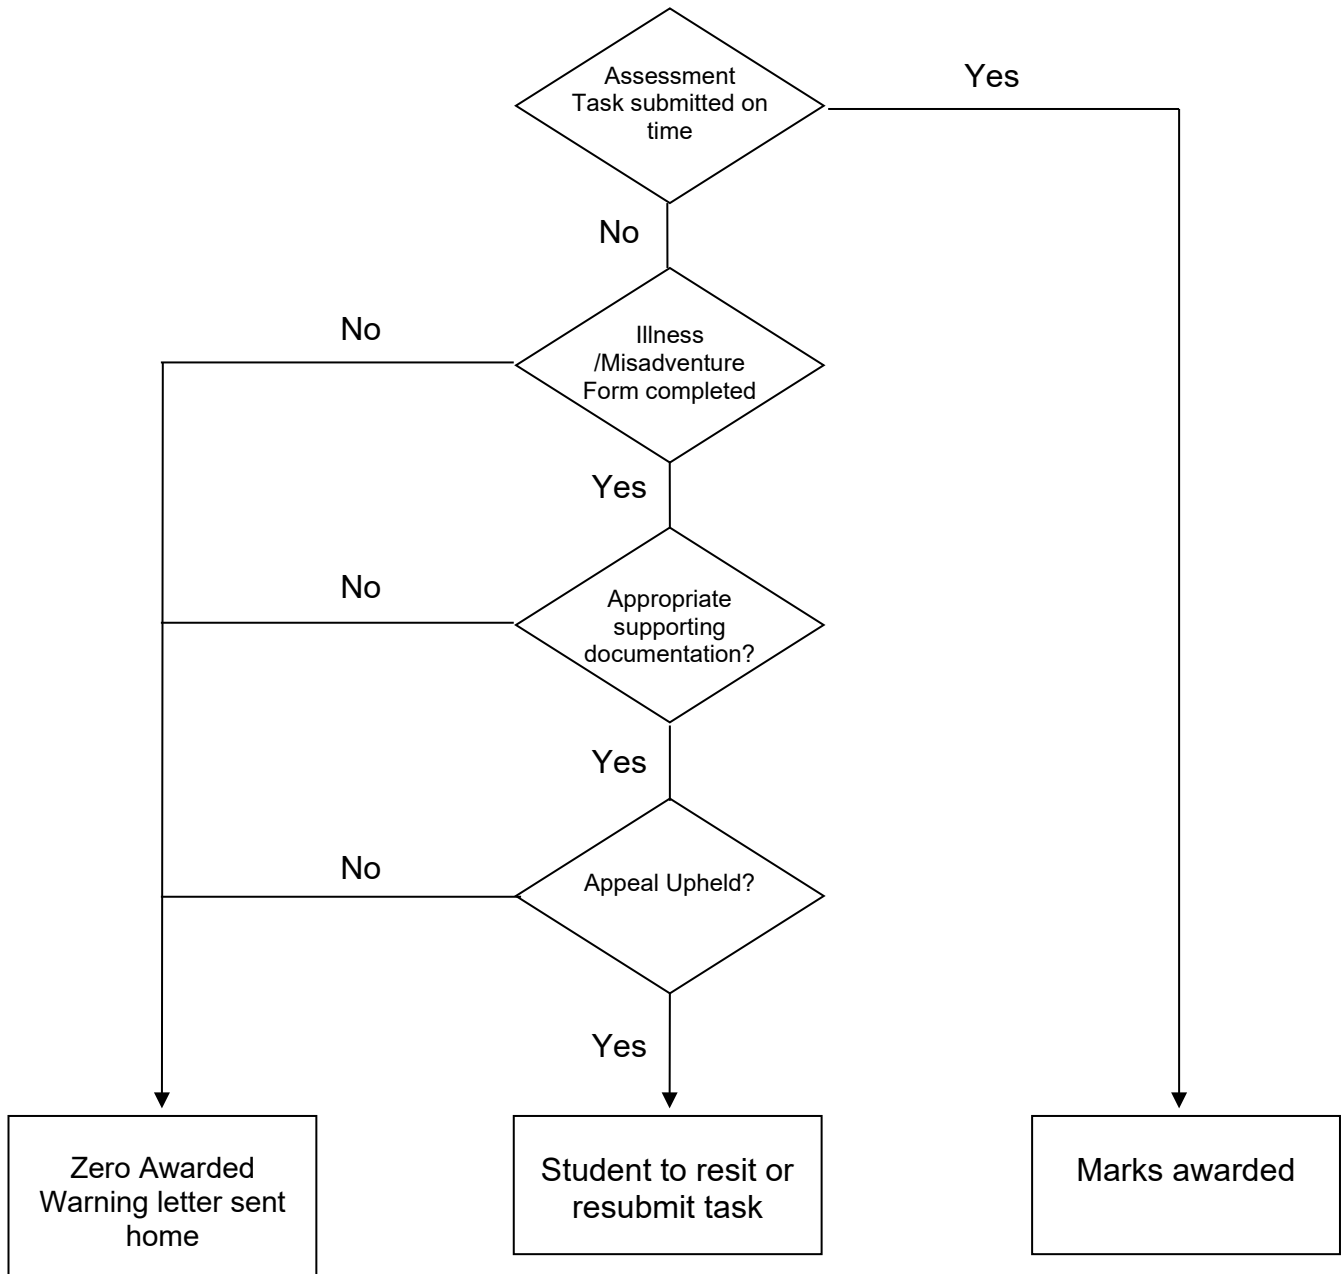 Assessment
Task submitted on
time
Yes
No
No
Illness
/Misadventure
Form completed
Yes
No
Appropriate
supporting
documentation?
Yes
No
Appeal Upheld?
Yes
Zero Awarded
Warning letter sent
home
Student to resit or
resubmit task
Marks awarded